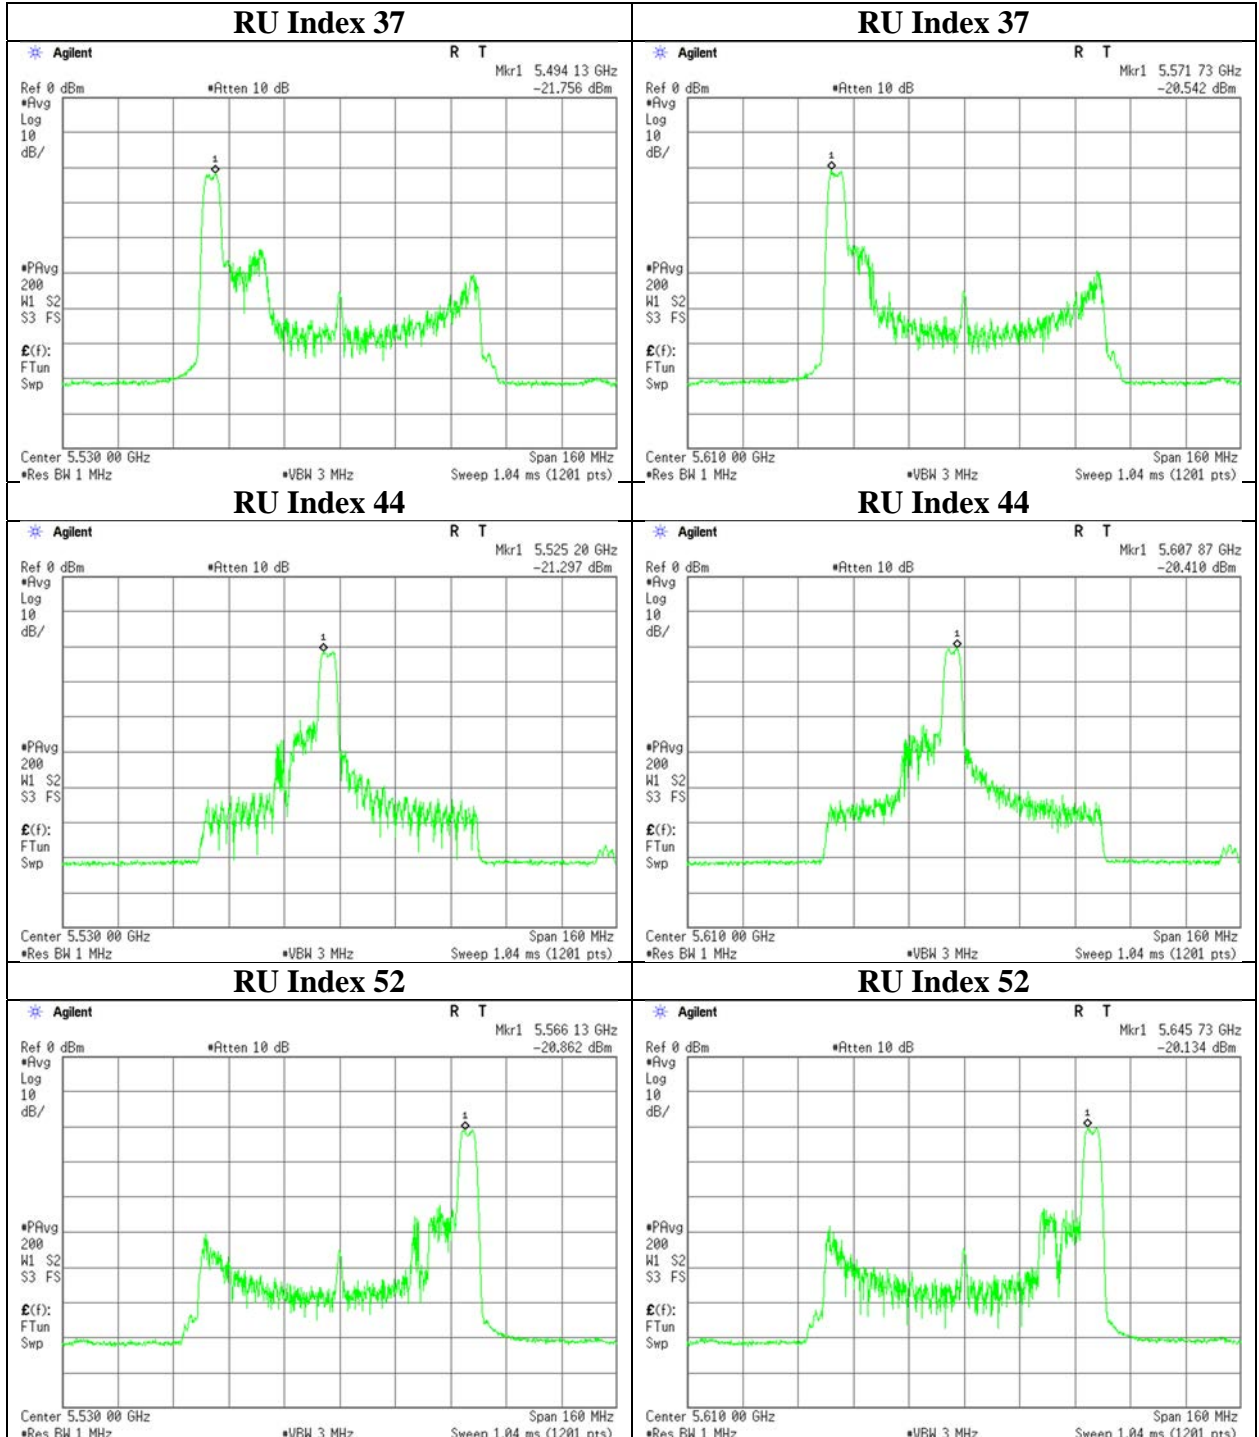 RU Index 37
Agilent
R T
Mkr1 5.494 13 GHz
Ref 0 dBm
#Atten 10 dB
-21.756 dBm
#Avg
Log
10
dB/
1
#PAvg
200
W1 S2
S3 FS
£(f):
FTun
Swp
Center 5.530 00 GHz
Span 160 MHz
#Res BW 1 MHz
#VBW 3 MHz
Sweep 1.04 ms (1201 pts)
RU Index 37
Agilent
R T
Mkr1 5.571 73 GHz
Ref 0 dBm
#Atten 10 dB
-20.542 dBm
#Avg
Log
10
dB/
1
#PAvg
200
W1 S2
S3 FS
£(f):
FTun
Swp
Center 5.610 00 GHz
Span 160 MHz
#Res BW 1 MHz
#VBW 3 MHz
Sweep 1.04 ms (1201 pts)
RU Index 44
Agilent
R T
Mkr1 5.525 20 GHz
Ref 0 dBm
#Atten 10 dB
-21.297 dBm
#Avg
Log
10
dB/
1
#PAvg
200
W1 S2
S3 FS
£(f):
FTun
Swp
Center 5.530 00 GHz
Span 160 MHz
#Res BW 1 MHz
#VBW 3 MHz
Sweep 1.04 ms (1201 pts)
RU Index 44
Agilent
R T
Mkr1 5.607 87 GHz
Ref 0 dBm
#Atten 10 dB
-20.410 dBm
#Avg
Log
10
dB/
1
#PAvg
200
W1 S2
S3 FS
£(f):
FTun
Swp
Center 5.610 00 GHz
Span 160 MHz
#Res BW 1 MHz
#VBW 3 MHz
Sweep 1.04 ms (1201 pts)
RU Index 52
Agilent
R T
Mkr1 5.566 13 GHz
Ref 0 dBm
#Atten 10 dB
-20.862 dBm
#Avg
Log
10
dB/
1
#PAvg
200
W1 S2
S3 FS
£(f):
FTun
Swp
Center 5.530 00 GHz
Span 160 MHz
#Res BW 1 MHz
#VBW 3 MHz
Sweep 1.04 ms (1201 pts)
RU Index 52
Agilent
R T
Mkr1 5.645 73 GHz
Ref 0 dBm
#Atten 10 dB
-20.134 dBm
#Avg
Log
10
dB/
1
#PAvg
200
W1 S2
S3 FS
£(f):
FTun
Swp
Center 5.610 00 GHz
Span 160 MHz
#Res BW 1 MHz
#VBW 3 MHz
Sweep 1.04 ms (1201 pts)